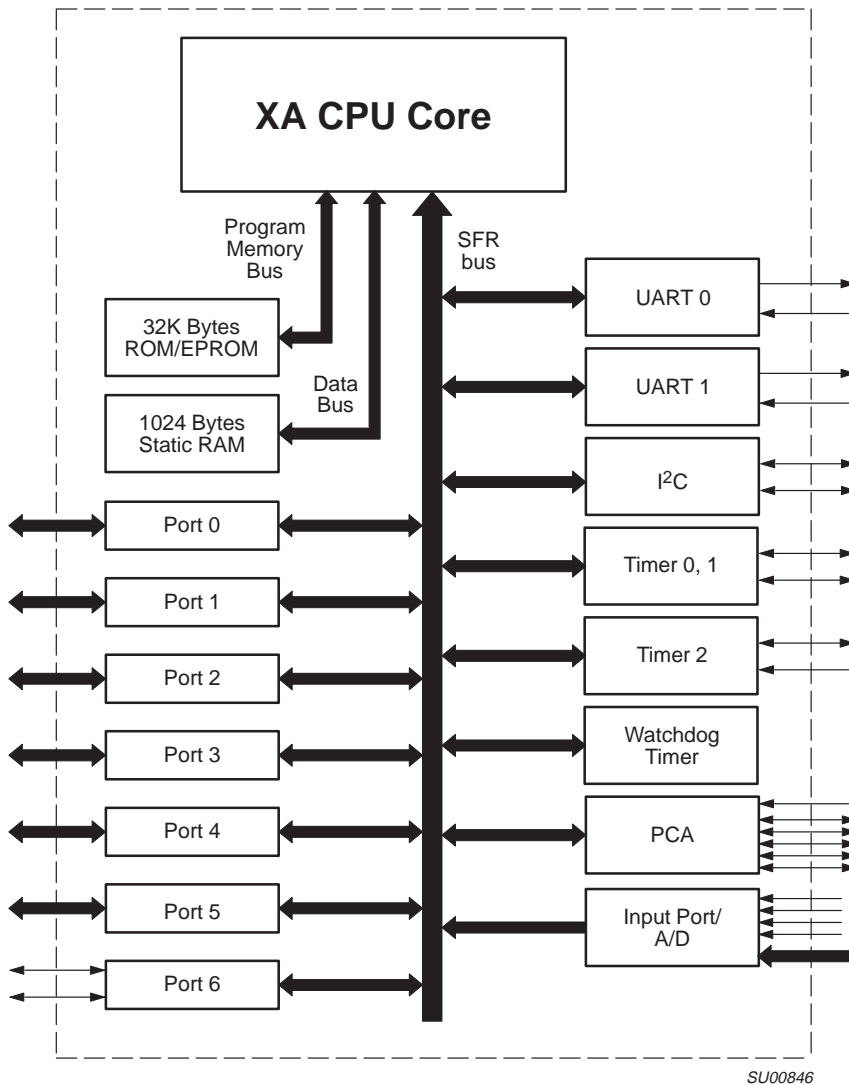 XA CPU Core
Program
Memory
Bus
SFR
bus
32K Bytes
ROM/EPROM
Data
Bus
1024 Bytes
Static RAM
Port 0
Port 1
Port 2
Port 3
Port 4
Port 5
Port 6
UART 0
UART 1
I²C
Timer 0, 1
Timer 2
Watchdog
Timer
PCA
Input Port/
A/D
SU00846